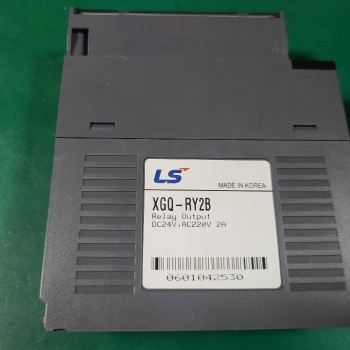 LS
MADE IN KOREA
XGQ-RY2B
Relay Output
DC24V.AC220V 2A
0601042530